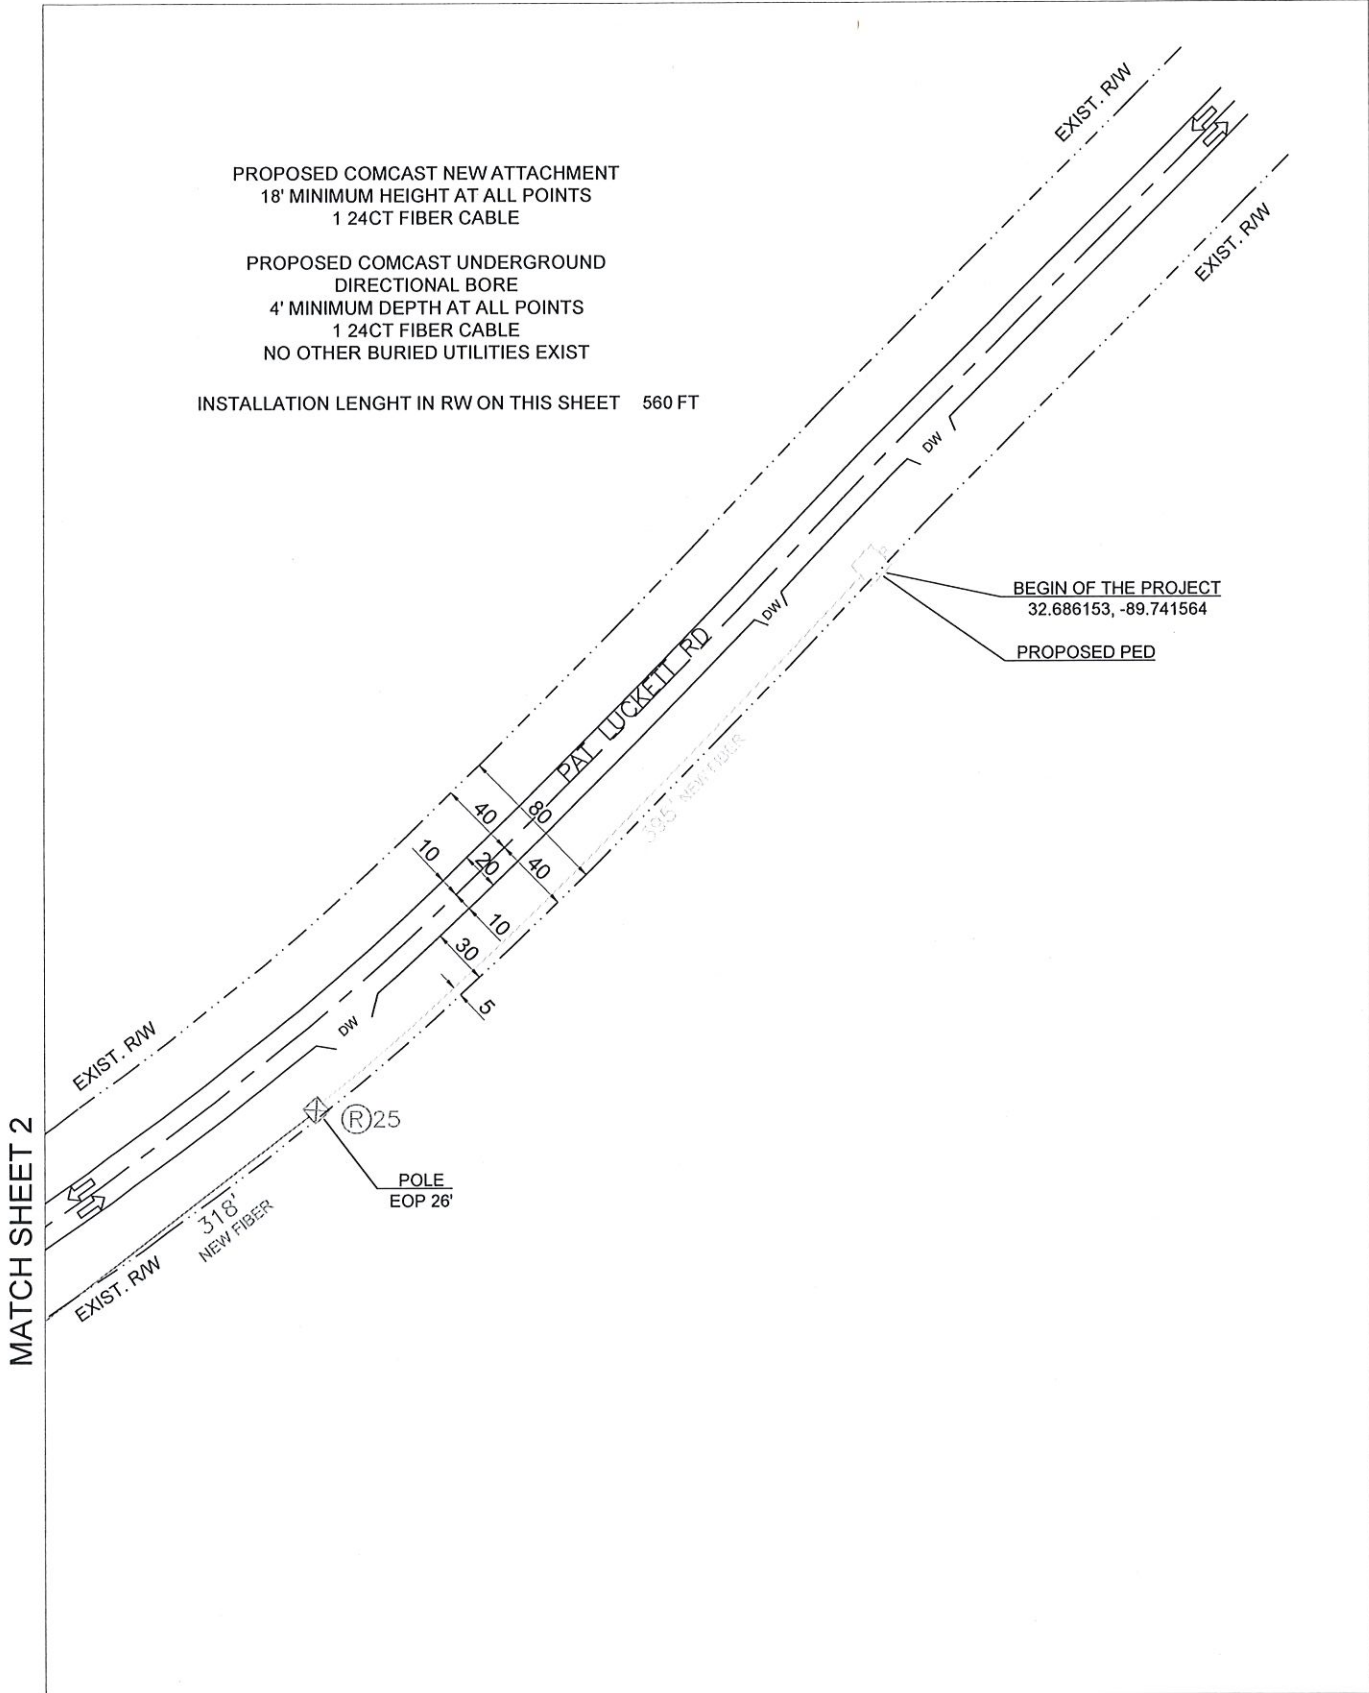 PROPOSED COMCAST NEW ATTACHMENT
18' MINIMUM HEIGHT AT ALL POINTS
1 24CT FIBER CABLE
PROPOSED COMCAST UNDERGROUND
DIRECTIONAL BORE
4' MINIMUM DEPTH AT ALL POINTS
1 24CT FIBER CABLE
NO OTHER BURIED UTILITIES EXIST
INSTALLATION LENGHT IN RW ON THIS SHEET 560 FT
EXIST. R/W
EXIST. R/W
DW
BEGIN OF THE PROJECT
32.686153, -89.741564
PROPOSED PED
DW
PAT LUCKETT RD
395' NEW FIBER
40
80
10
20
40
10
30
5
DW
EXIST. R/W
R 25
POLE
EOP 26'
318'
NEW FIBER
EXIST. R/W
MATCH SHEET 2